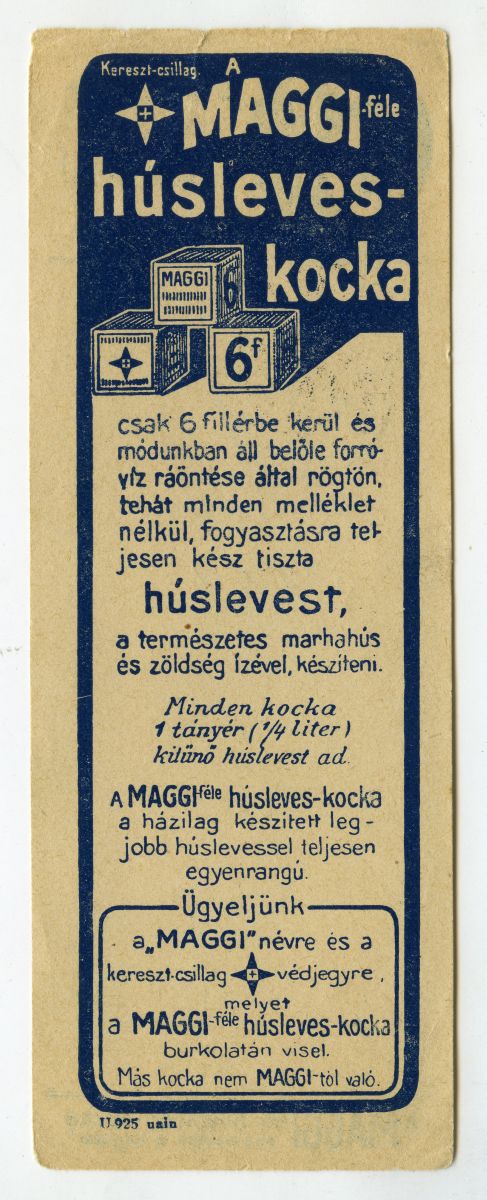 Kereszt-csillag. A
MAGGI-féle
húsleves-
kocka
MAGGI
6f
csak 6 fillérbe kerül és
módunkban áll belőle forró-
víz ráöntése által rögtön,
tehát minden melléklet
nélkül, fogyasztásra tel-
jesen kész tiszta
húslevest,
a természetes marhahús
és zöldség ízével, készíteni.
Minden kocka
1 tányér (1/4 liter)
kitünő húslevest ad.
A MAGGI-féle húsleves-kocka
a házilag készített leg-
jobb húslevessel teljesen
egyenrangú.
Ügyeljünk
a „MAGGI” névre és a
kereszt-csillag védjegyre,
melyet
a MAGGI-féle húsleves-kocka
burkolatán visel.
Más kocka nem MAGGI-tól való.
U 925 nain